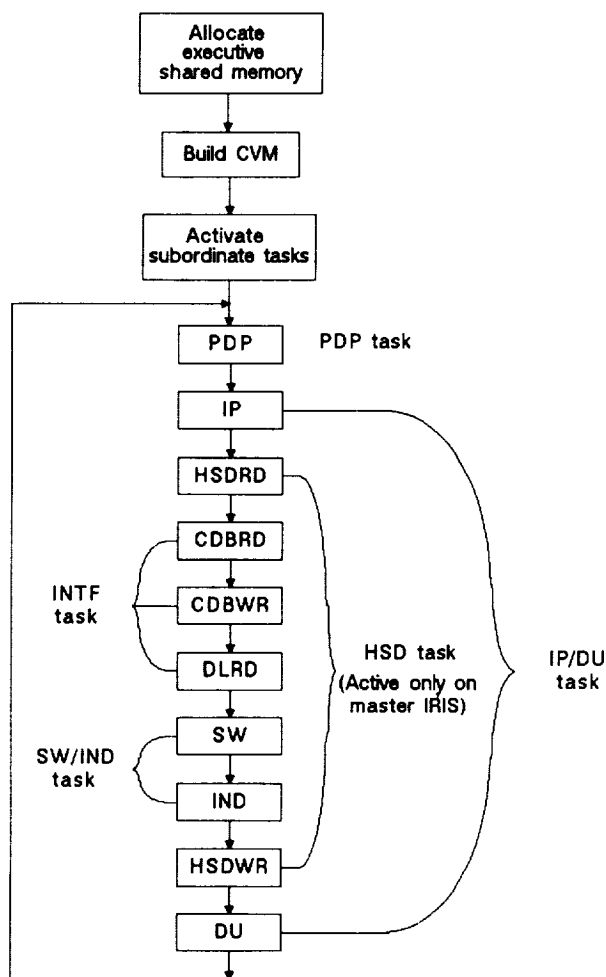 Allocate
executive
shared memory
Build CVM
Activate
subordinate tasks
PDP
PDP task
IP
HSDRD
CDBRD
INTF
task
CDBWR
DLRD
HSD task
(Active only on
master IRIS)
IP/DU
task
SW
SW/IND
task
IND
HSDWR
DU